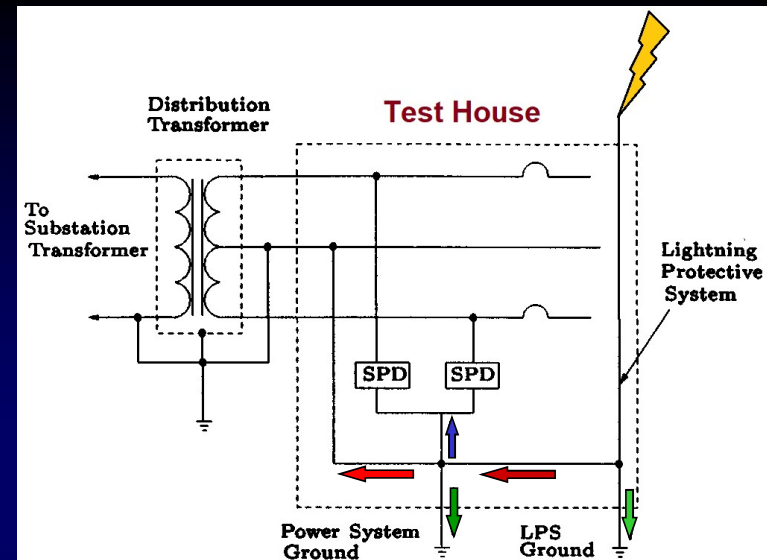 Distribution
Transformer
Test House
To
Substation
Transformer
Lightning
Protective
System
SPD
SPD
Power System
Ground
LPS
Ground